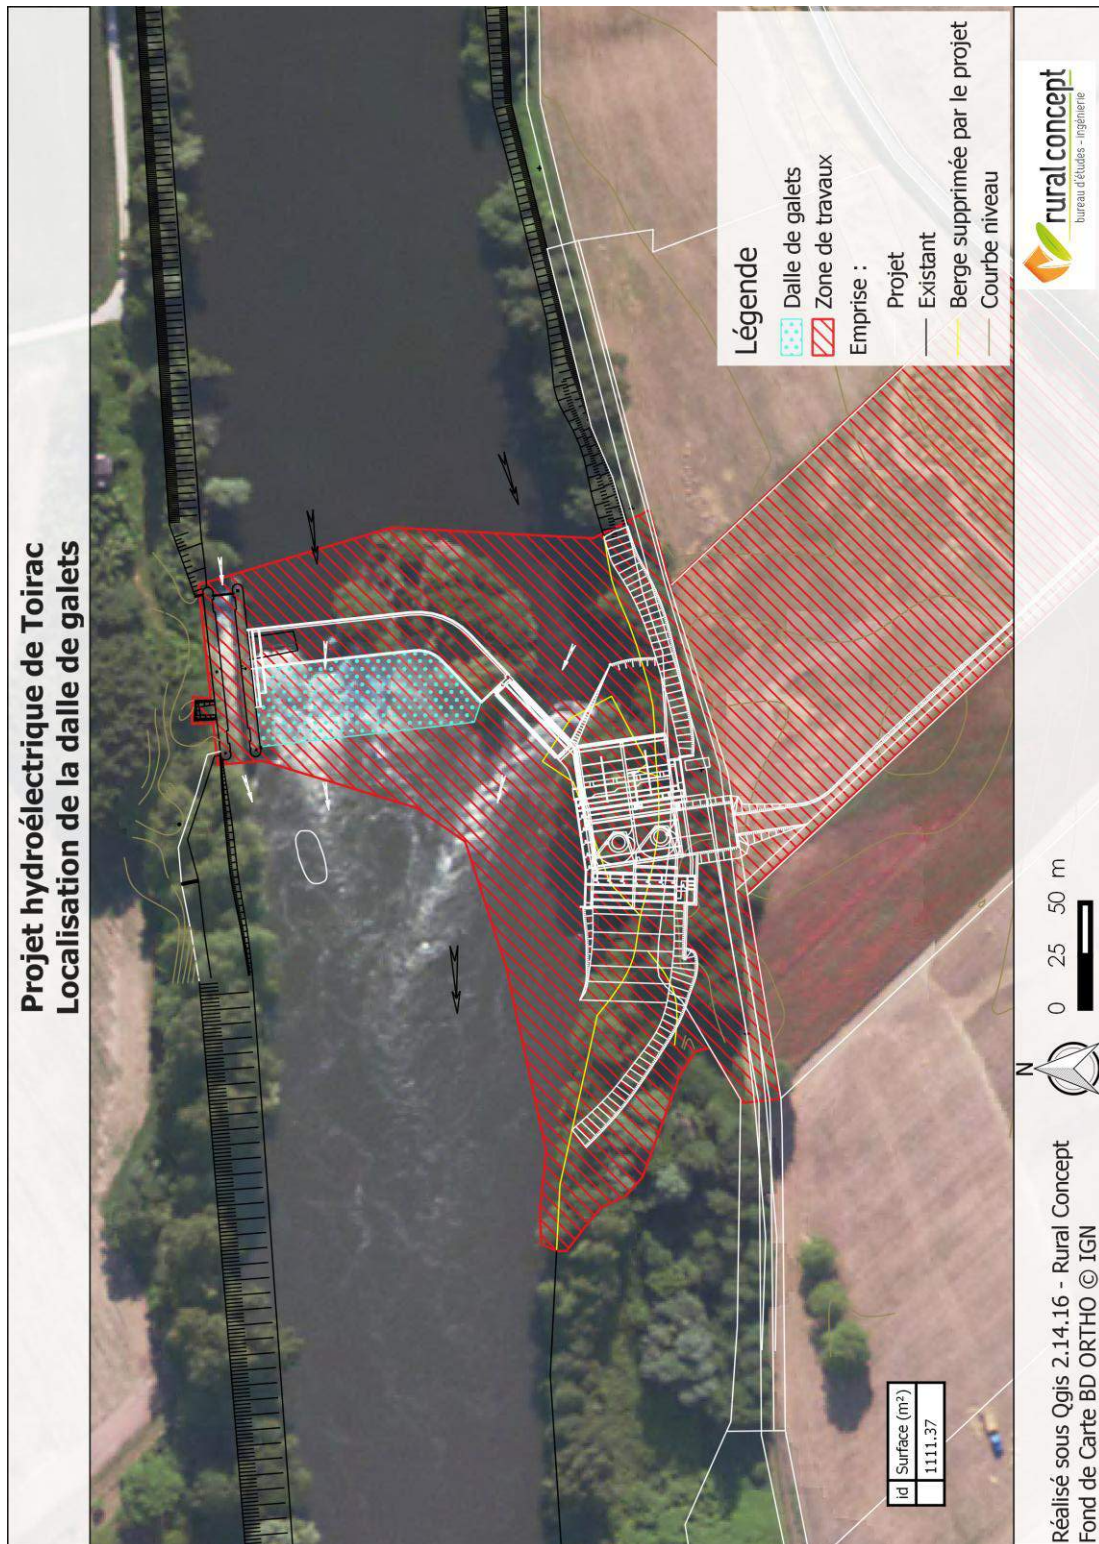 Projet hydroélectrique de Toirac
Localisation de la dalle de galets
Légende
Dalle de galets
Zone de travaux
Emprise :
Projet
Existant
Berge supprimée par le projet
Courbe niveau
id Surface (m²)
1111.37
Réalisé sous Qgis 2.14.16 - Rural Concept
Fond de Carte BD ORTHO © IGN
N
0 25 50 m
rural concept
bureau d'études - ingénierie